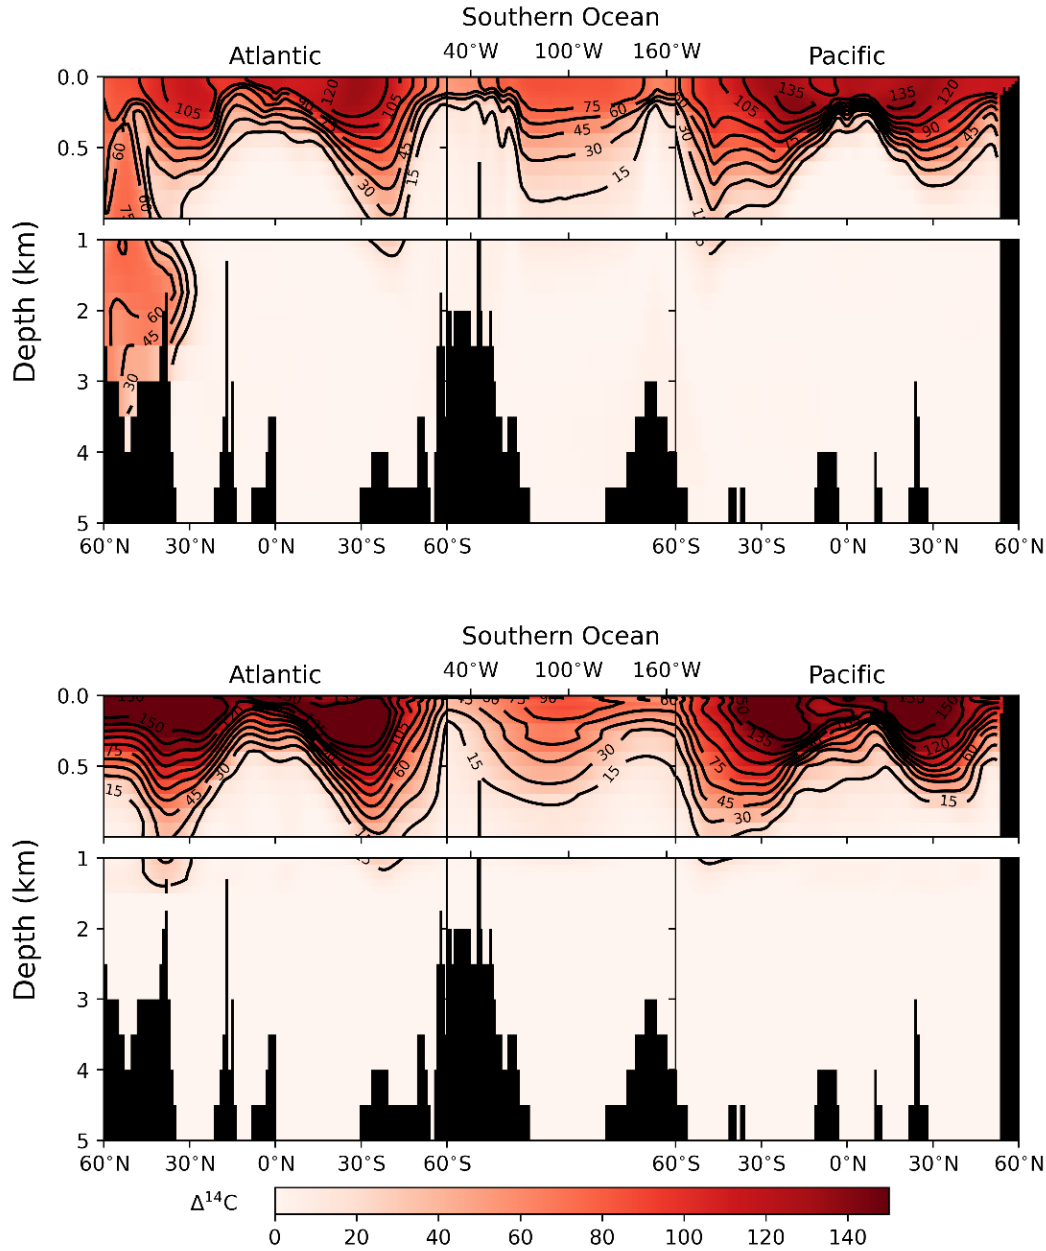 Southern Ocean
40°W 100°W 160°W
Atlantic Pacific
0.0
0.5
105 120 105 90 60 75 60 45 30 15 30 15
75 60 45 30 15
30 105 135 135 120 90 75 45 30 15
1
2
3
4
5
60 45 30
Depth (km)
60°N 30°N 0°N 30°S 60°S 60°S 30°S 0°N 30°N 60°N
Southern Ocean
40°W 100°W 160°W
Atlantic Pacific
0.0
0.5
150 75 45 15 45 30 105 60
75 90 60 30 15 15
135 75 45 30 150 120 60 15
1
2
3
4
5
Depth (km)
60°N 30°N 0°N 30°S 60°S 60°S 30°S 0°N 30°N 60°N
Δ¹⁴C
0 20 40 60 80 100 120 140